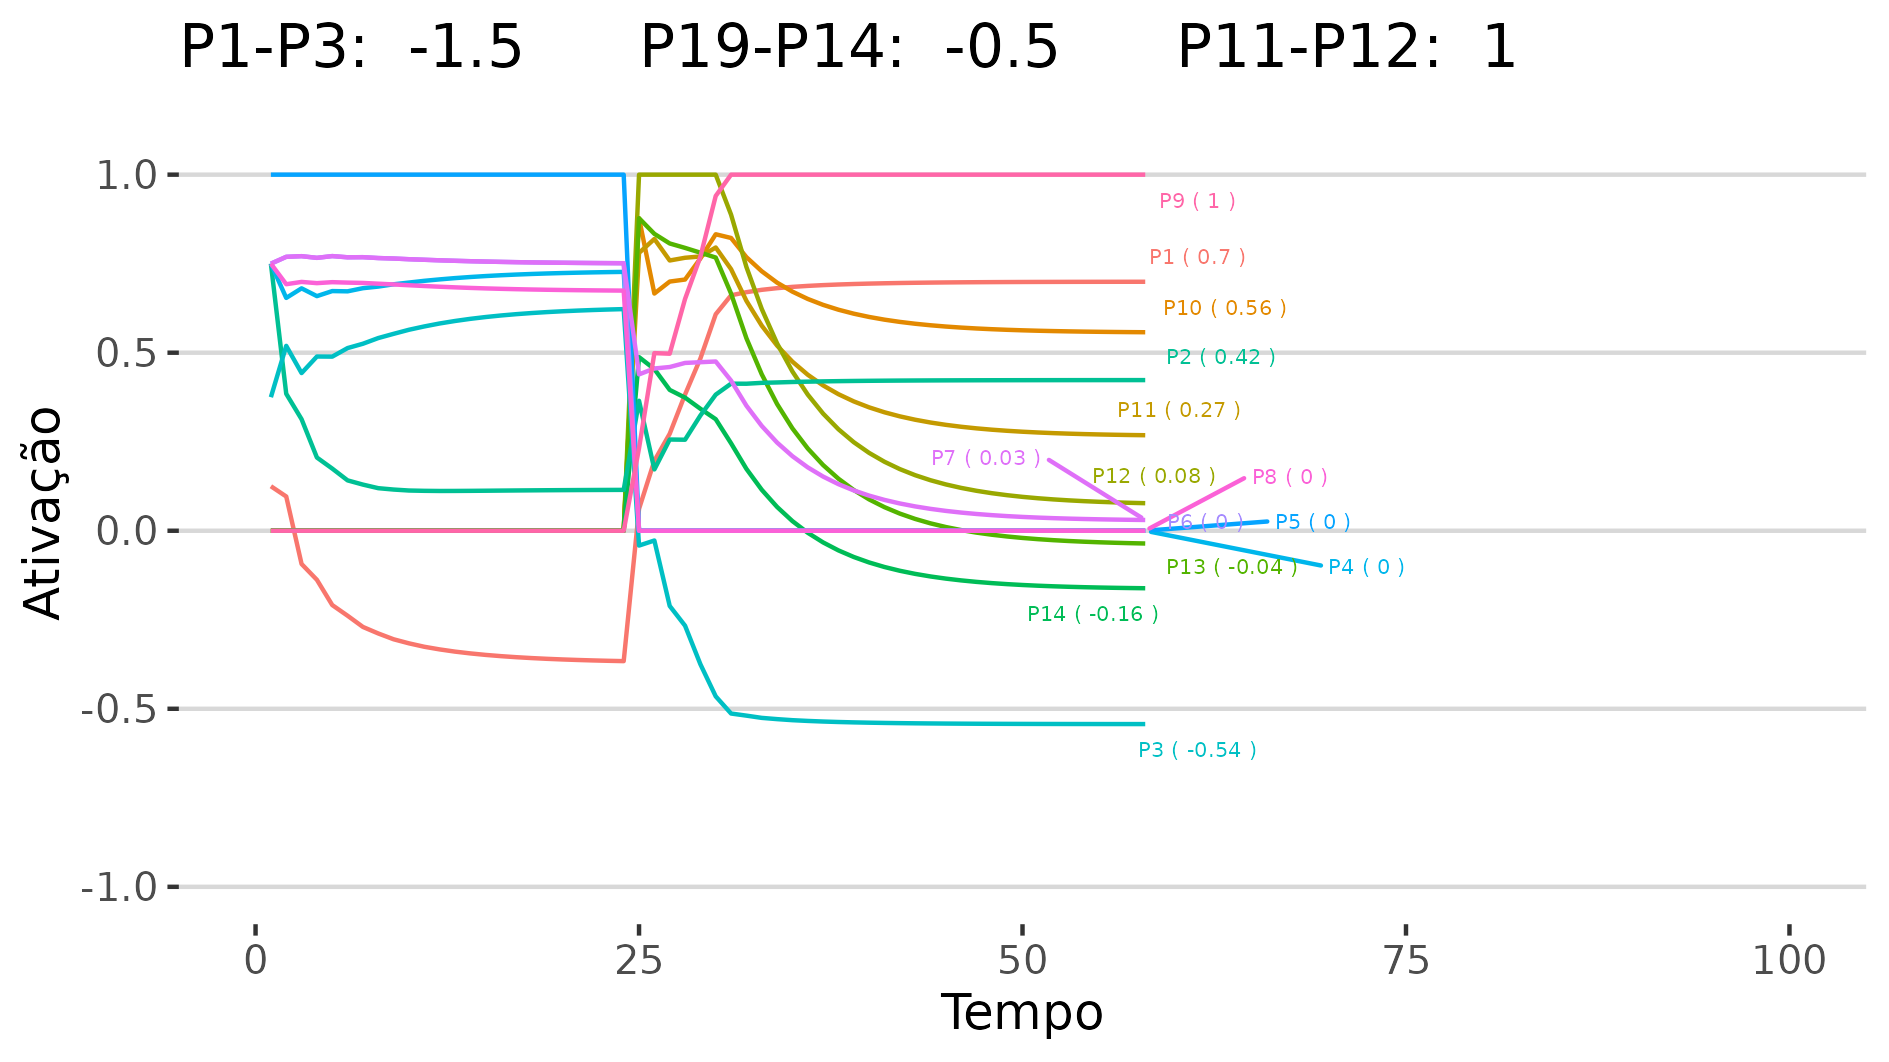 P1-P3:  -1.5  P19-P14:  -0.5  P11-P12:  1
1.0
0.5
0.0
-0.5
-1.0
Ativação
P9 ( 1 )
P1 ( 0.7 )
P10 ( 0.56 )
P2 ( 0.42 )
P11 ( 0.27 )
P7 ( 0.03 )
P12 ( 0.08 )
P8 ( 0 )
P6 ( 0 )
P5 ( 0 )
P13 ( -0.04 )
P4 ( 0 )
P14 ( -0.16 )
P3 ( -0.54 )
0 25 50 75 100
Tempo